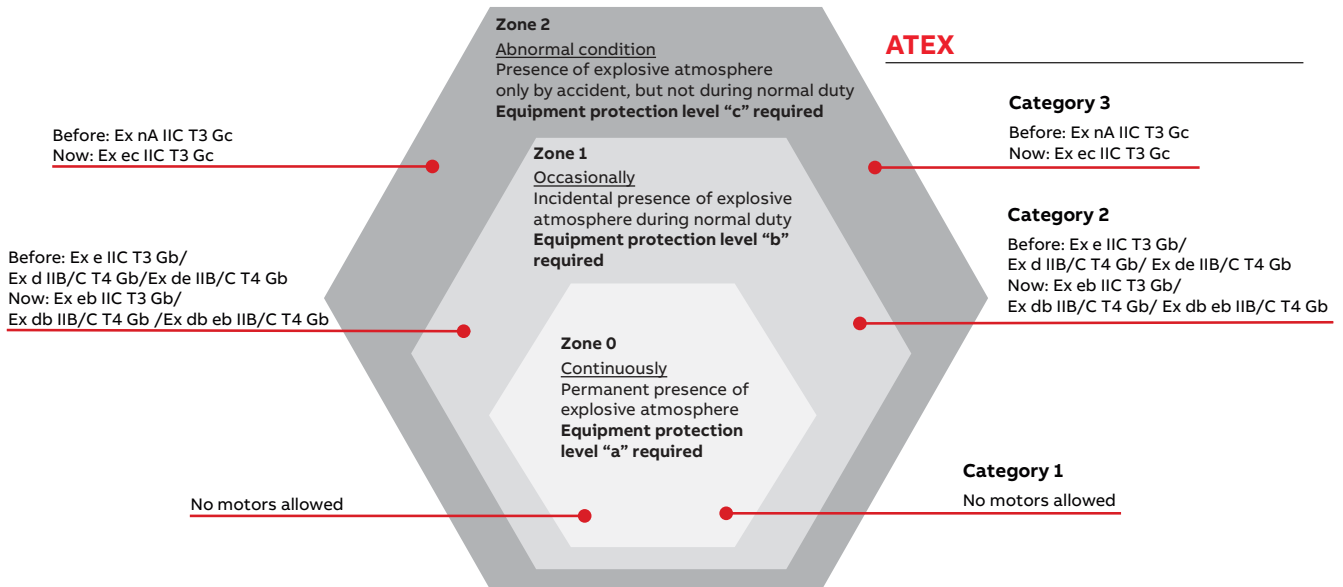 Zone 2
Abnormal condition
Presence of explosive atmosphere
only by accident, but not during normal duty
Equipment protection level “c” required
Zone 1
Occasionally
Incidental presence of explosive
atmosphere during normal duty
Equipment protection level “b”
required
Zone 0
Continuously
Permanent presence of
explosive atmosphere
Equipment protection
level “a” required
Before: Ex nA IIC T3 Gc
Now: Ex ec IIC T3 Gc
Before: Ex e IIC T3 Gb/
Ex d IIB/C T4 Gb/Ex de IIB/C T4 Gb
Now: Ex eb IIC T3 Gb/
Ex db IIB/C T4 Gb /Ex db eb IIB/C T4 Gb
No motors allowed
ATEX
Category 3
Before: Ex nA IIC T3 Gc
Now: Ex ec IIC T3 Gc
Category 2
Before: Ex e IIC T3 Gb/
Ex d IIB/C T4 Gb/ Ex de IIB/C T4 Gb
Now: Ex eb IIC T3 Gb/
Ex db IIB/C T4 Gb/ Ex db eb IIB/C T4 Gb
Category 1
No motors allowed